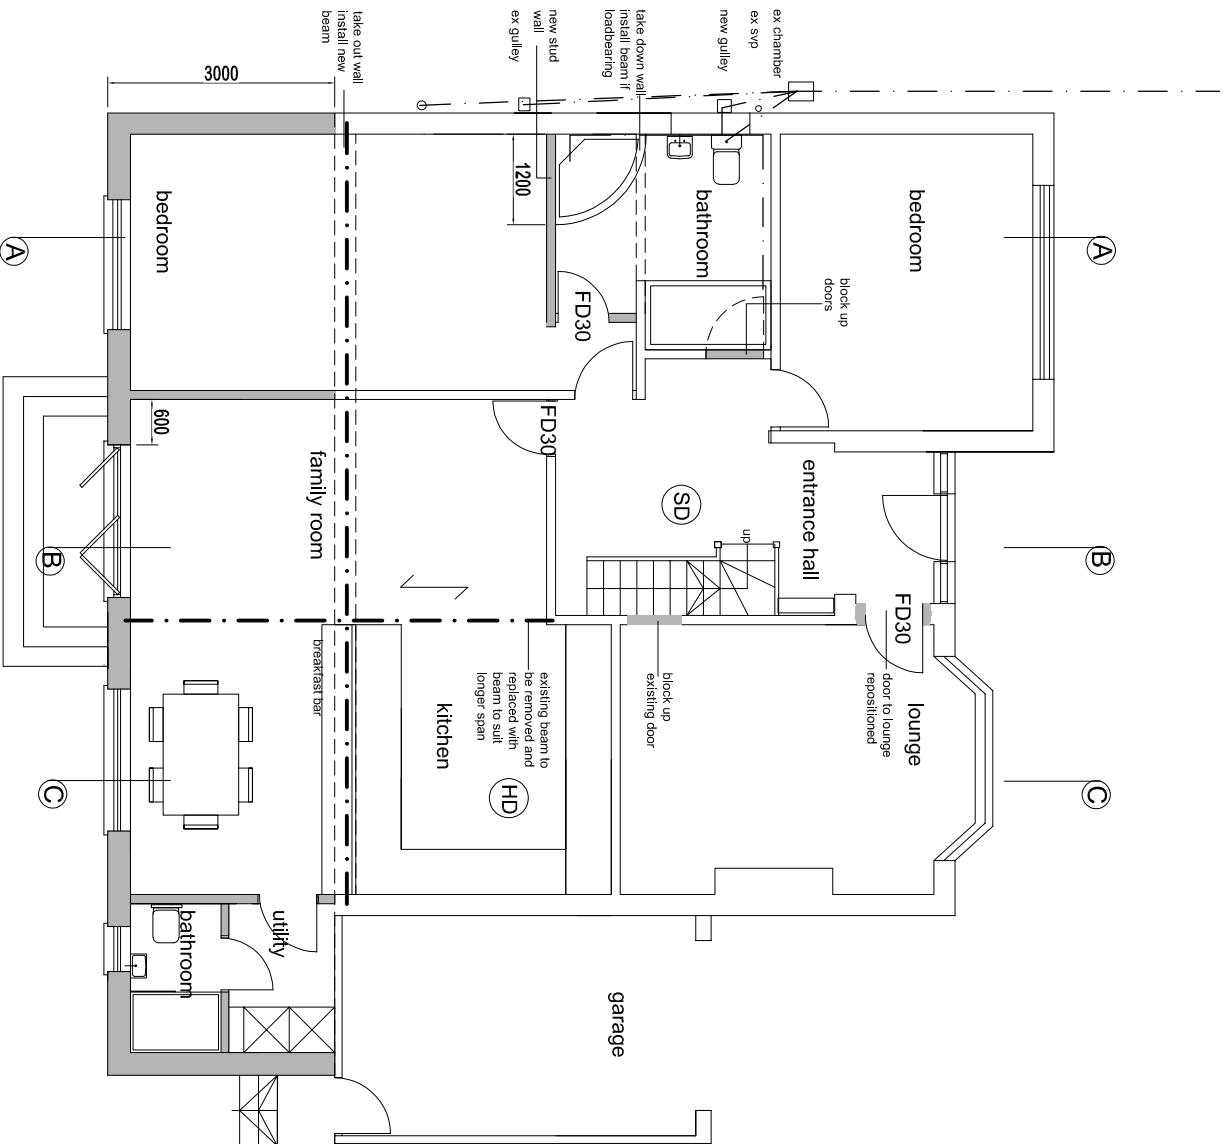 ex chamber
ex svp
new gulley
take down wall
install beam if
loadbearing
new stud
wall
ex gulley
take out wall
install new
beam
3000
1200
A
bedroom
bathroom
bedroom
A
block up
doors
FD30
600
FD30
family room
SD
entrance hall
up
B
B
FD30
door to lounge
repositioned
lounge
block up
existing door
existing beam to
be removed and
replaced with
beam to suit
longer span
kitchen
HD
breakfast bar
C
C
utility
bathroom
garage